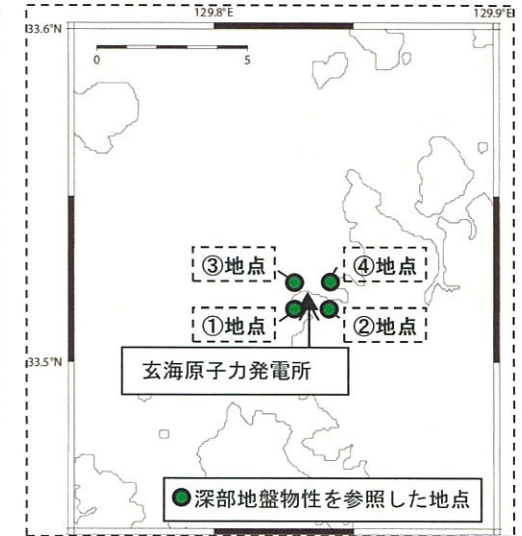 129.8°E
129.9°E
33.6°N
0
5
③地点
④地点
①地点
②地点
33.5°N
玄海原子力発電所
深部地盤物性を参照した地点